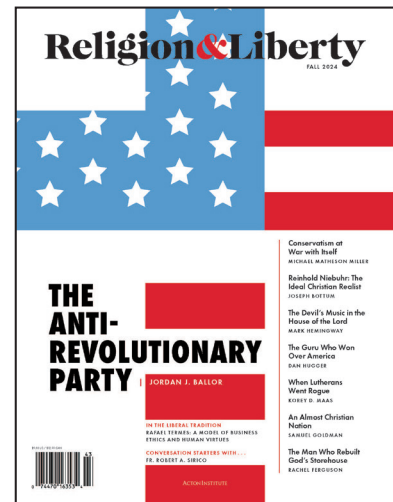 Religion&Liberty
FALL 2024
Conservatism at
War with Itself
MICHAEL MATHESON MILLER
Reinhold Niebuhr: The
Ideal Christian Realist
JOSEPH BOTTUM
The Devil's Music in the
House of the Lord
MARK HEMINGWAY
The Guru Who Won
Over America
DAN HUGGER
When Lutherans
Went Rogue
KOREY D. MAAS
An Almost Christian
Nation
SAMUEL GOLDMAN
The Man Who Rebuilt
God's Storehouse
RACHEL FERGUSON
THE
ANTI-
REVOLUTIONARY
PARTY | JORDAN J. BALLOR
IN THE LIBERAL TRADITION
RAFAEL TERMES: A MODEL OF BUSINESS
ETHICS AND HUMAN VIRTUES
CONVERSATION STARTERS WITH . . .
FR. ROBERT A. SIRICO
ACTON INSTITUTE
43